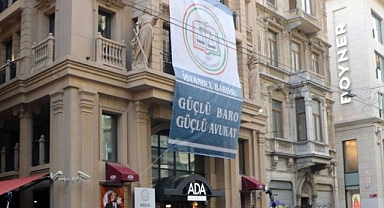 İSTANBUL BAROSU
GÜÇLÜ BARO
GÜÇLÜ AVUKAT
ADA
BOYNER